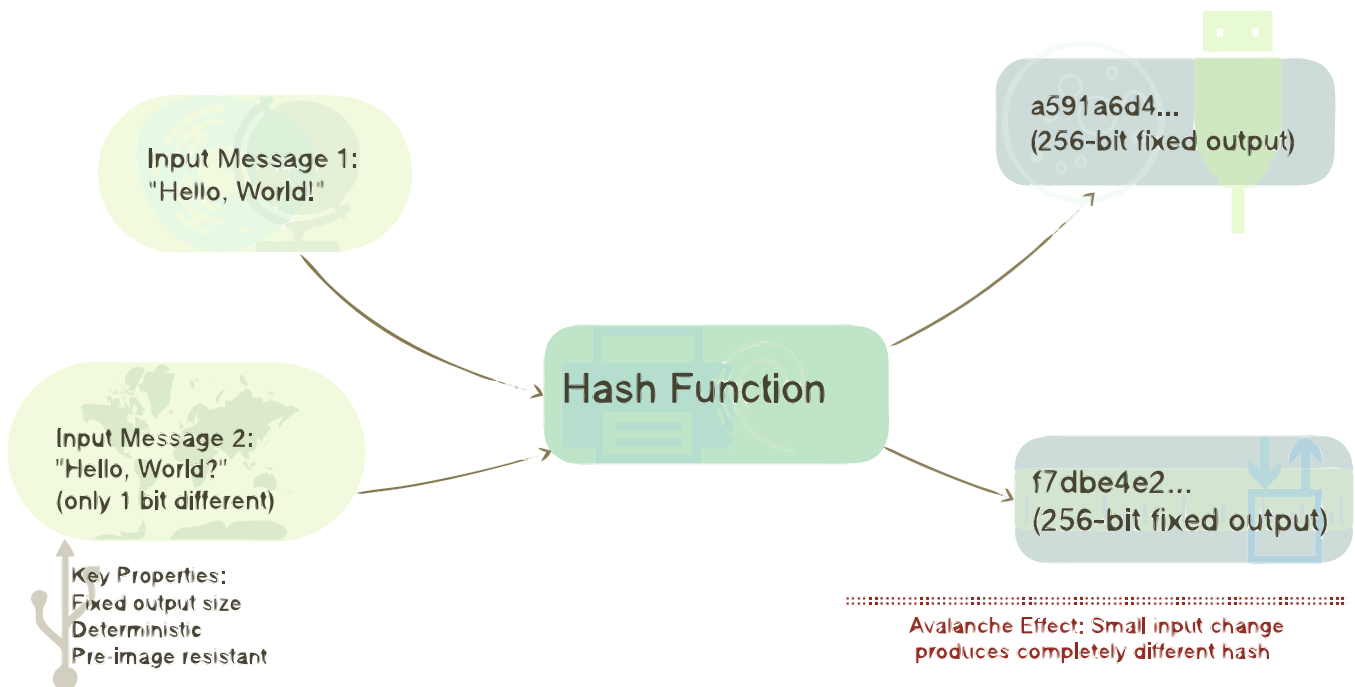 Input Message 1:
"Hello, World!"
a591a6d4...
(256-bit fixed output)
Hash Function
Input Message 2:
"Hello, World?"
(only 1 bit different)
f7dbe4e2...
(256-bit fixed output)
Key Properties:
Fixed output size
Deterministic
Pre-image resistant
Avalanche Effect: Small input change
produces completely different hash